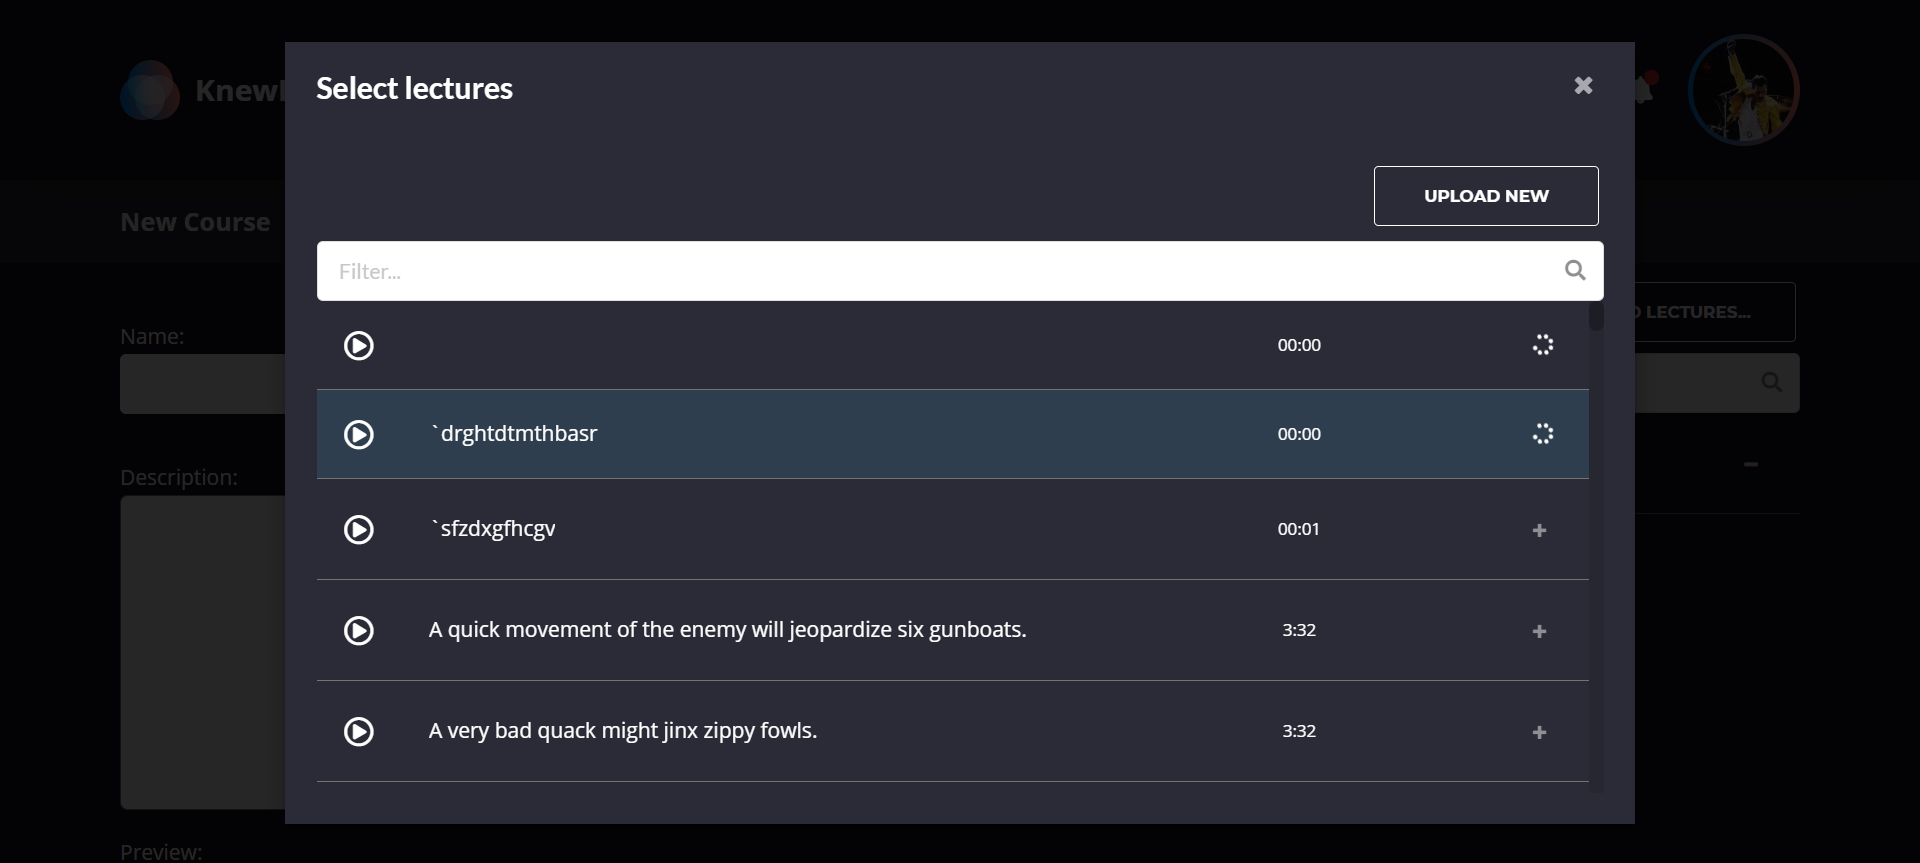 Select lectures
UPLOAD NEW
Filter...
00:00
`drghtdtmthbasr 00:00
`sfzdxgfhcgv 00:01
A quick movement of the enemy will jeopardize six gunboats. 3:32
A very bad quack might jinx zippy fowls. 3:32
New Course
LECTURES...
Name:
Description:
Preview: